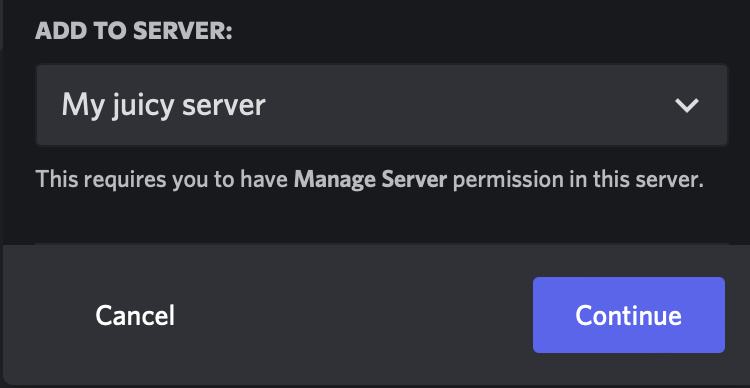 ADD TO SERVER:
My juicy server
This requires you to have Manage Server permission in this server.
Cancel
Continue